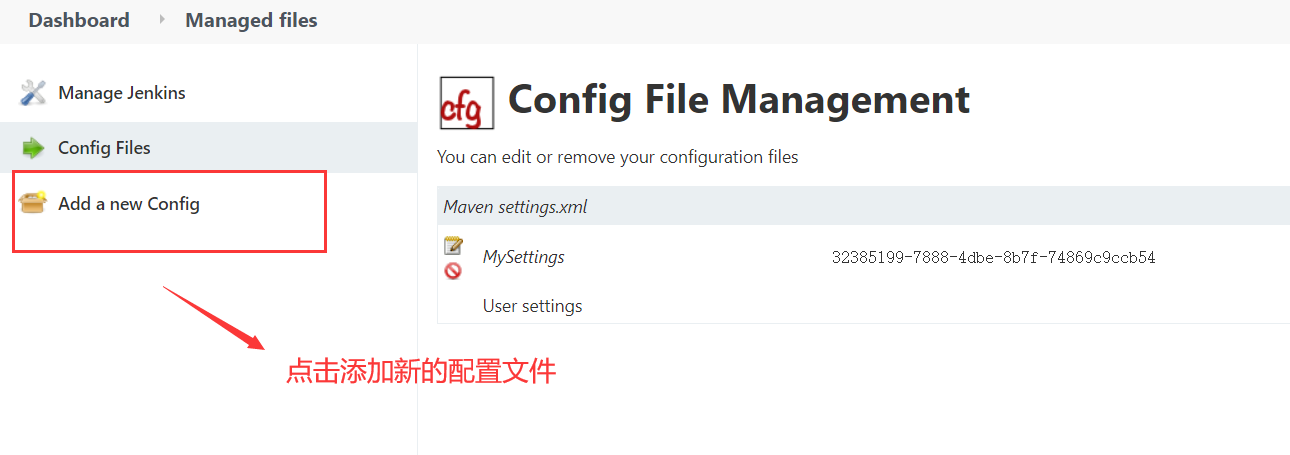 Dashboard Managed files
Manage Jenkins
Config Files
Add a new Config
cfg Config File Management
You can edit or remove your configuration files
Maven settings.xml
MySettings 32385199-7888-4dbe-8b7f-74869c9ccb54
User settings
点击添加新的配置文件